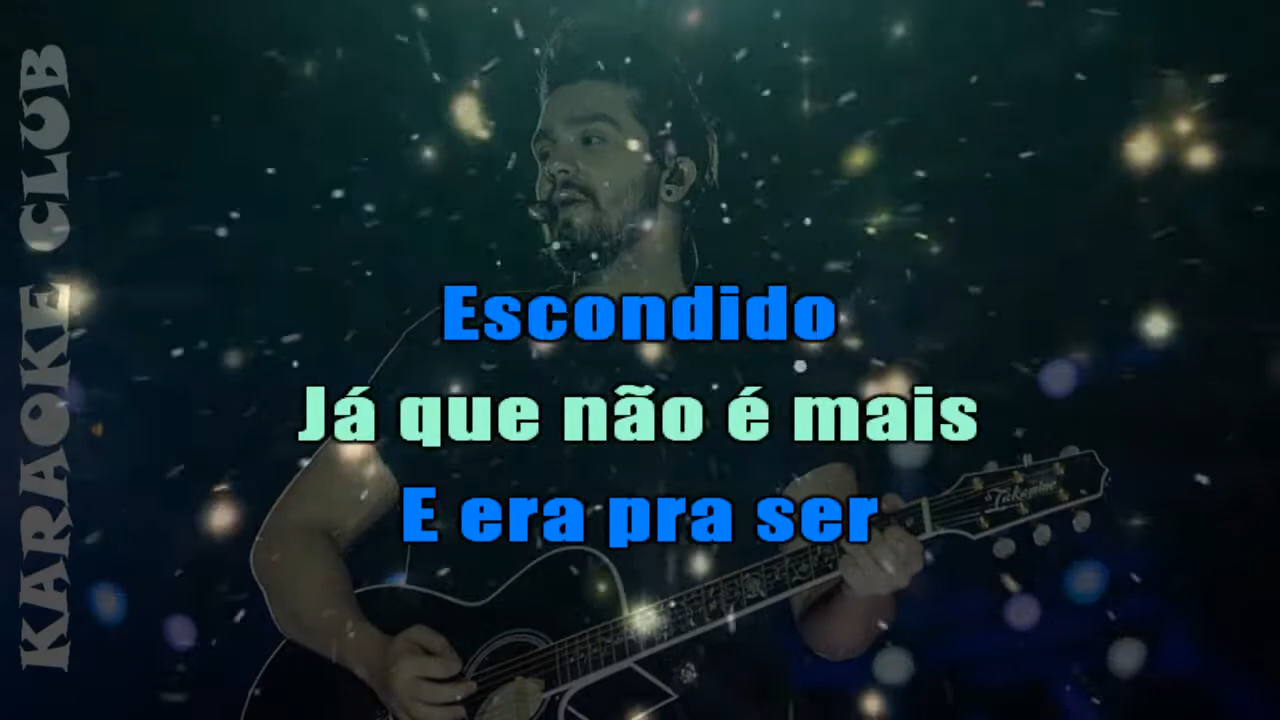 KARAOKE CLUB
Escondido
Já que não é mais
E era pra ser
Takamine